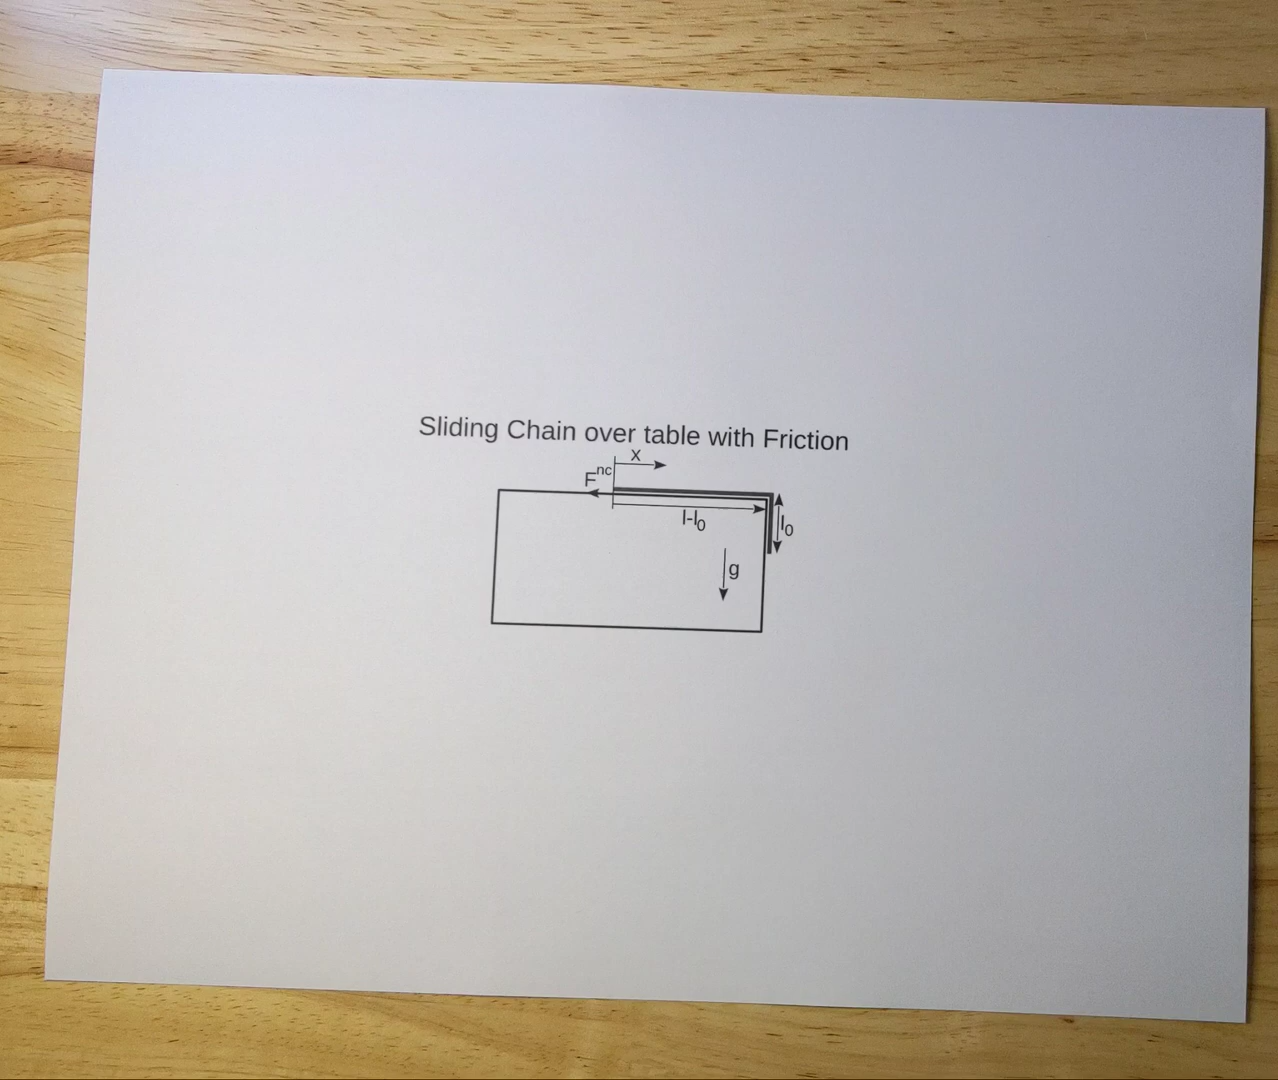 Sliding Chain over table with Friction
x
F^nc
l-l₀
l₀
g